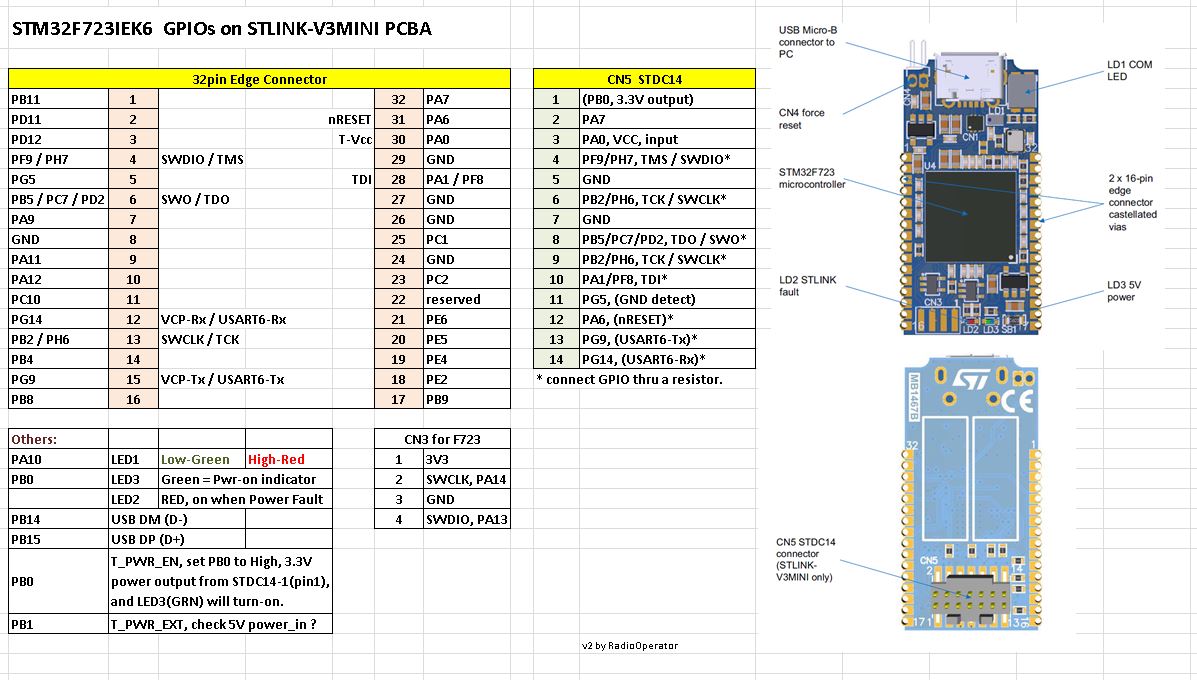 STM32F723IEK6 GPIOs on STLINK-V3MINI PCBA
32pin Edge Connector
PB11 1 32 PA7
PD11 2 nRESET 31 PA6
PD12 3 T-Vcc 30 PA0
PF9 / PH7 4 SWDIO / TMS 29 GND
PG5 5 TDI 28 PA1 / PF8
PB5 / PC7 / PD2 6 SWO / TDO 27 GND
PA9 7 26 GND
GND 8 25 PC1
PA11 9 24 GND
PA12 10 23 PC2
PC10 11 22 reserved
PG14 12 VCP-Rx / USART6-Rx 21 PE6
PB2 / PH6 13 SWCLK / TCK 20 PE5
PB4 14 19 PE4
PG9 15 VCP-Tx / USART6-Tx 18 PE2
PB8 16 17 PB9
CN5 STDC14
1 (PB0, 3.3V output)
2 PA7
3 PA0, VCC, input
4 PF9/PH7, TMS / SWDIO*
5 GND
6 PB2/PH6, TCK / SWCLK*
7 GND
8 PB5/PC7/PD2, TDO / SWO*
9 PB2/PH6, TCK / SWCLK*
10 PA1/PF8, TDI*
11 PG5, (GND detect)
12 PA6, (nRESET)*
13 PG9, (USART6-Tx)*
14 PG14, (USART6-Rx)*
* connect GPIO thru a resistor.
Others:
PA10 LED1 Low-Green High-Red
PB0 LED3 Green = Pwr-on indicator
LED2 RED, on when Power Fault
PB14 USB DM (D-)
PB15 USB DP (D+)
PB0 T_PWR_EN, set PB0 to High, 3.3V
power output from STDC14-1(pin1),
and LED3(GRN) will turn-on.
PB1 T_PWR_EXT, check 5V power_in ?
CN3 for F723
1 3V3
2 SWCLK, PA14
3 GND
4 SWDIO, PA13
v2 by RadioOperator
USB Micro-B
connector to
PC
LD1 COM
LED
CN4 force
reset
STM32F723
microcontroller
2 x 16-pin
edge
connector
castellated
vias
LD2 STLINK
fault
LD3 5V
power
CN4
LD1
CN1
1 32
U4
CN3 1
6 LD2 LD3 SB1 17
ST
MB1467B
CE
32 1
CN5 STDC14
connector
(STLINK-
V3MINI only)
CN5
2 14
17 1 13 16